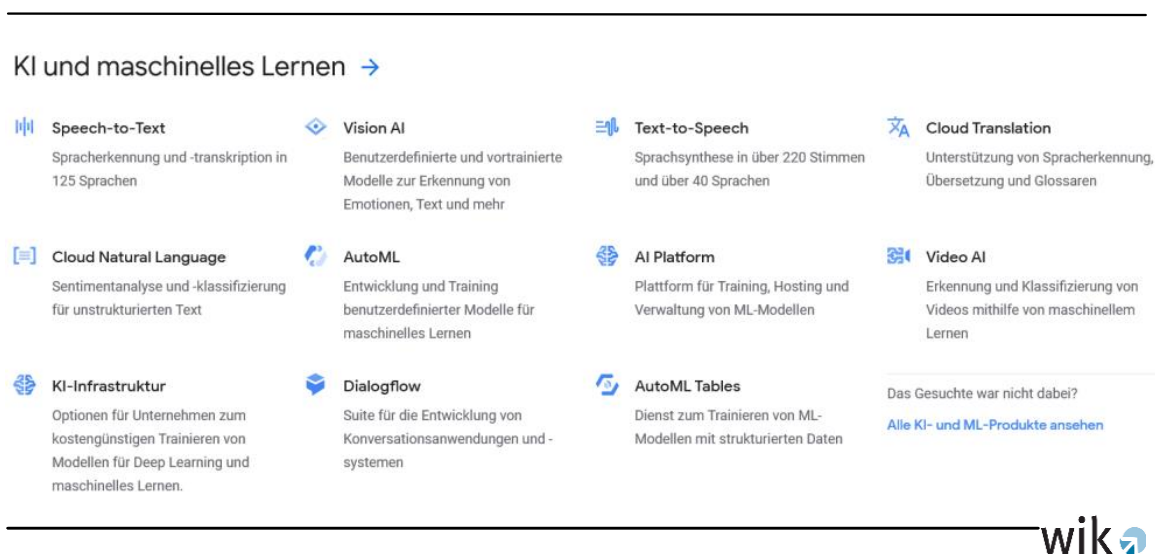 KI und maschinelles Lernen
Speech-to-Text
Spracherkennung und -transkription in
125 Sprachen
Vision AI
Benutzerdefinierte und vortrainierte
Modelle zur Erkennung von
Emotionen, Text und mehr
Text-to-Speech
Sprachsynthese in über 220 Stimmen
und über 40 Sprachen
Cloud Translation
Unterstützung von Spracherkennung,
Übersetzung und Glossaren
Cloud Natural Language
Sentimentanalyse und -klassifizierung
für unstrukturierten Text
AutoML
Entwicklung und Training
benutzerdefinierter Modelle für
maschinelles Lernen
AI Platform
Plattform für Training, Hosting und
Verwaltung von ML-Modellen
Video AI
Erkennung und Klassifizierung von
Videos mithilfe von maschinellem
Lernen
KI-Infrastruktur
Optionen für Unternehmen zum
kostengünstigen Trainieren von
Modellen für Deep Learning und
maschinelles Lernen.
Dialogflow
Suite für die Entwicklung von
Konversationsanwendungen und -
systemen
AutoML Tables
Dienst zum Trainieren von ML-
Modellen mit strukturierten Daten
Das Gesuchte war nicht dabei?
Alle KI- und ML-Produkte ansehen
wik